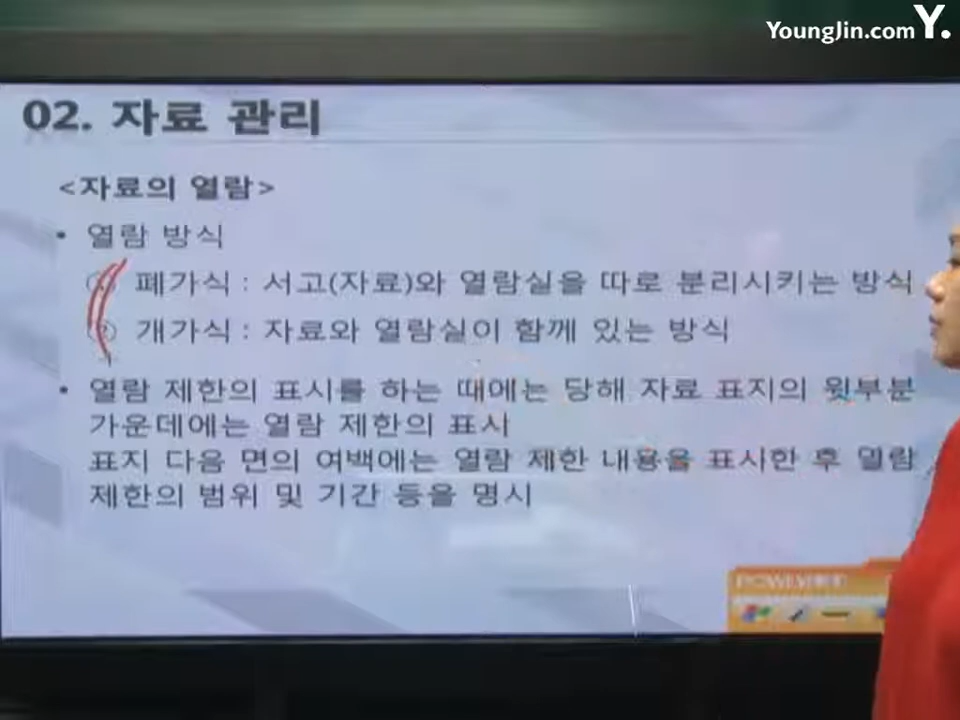 YoungJin.com Y.
02. 자료 관리
<자료의 열람>
• 열람 방식
① 폐가식 : 서고(자료)와 열람실을 따로 분리시키는 방식
② 개가식 : 자료와 열람실이 함께 있는 방식
• 열람 제한의 표시를 하는 때에는 당해 자료 표지의 윗부분
가운데에는 열람 제한의 표시
표지 다음 면의 여백에는 열람 제한 내용을 표시한 후 열람
제한의 범위 및 기간 등을 명시